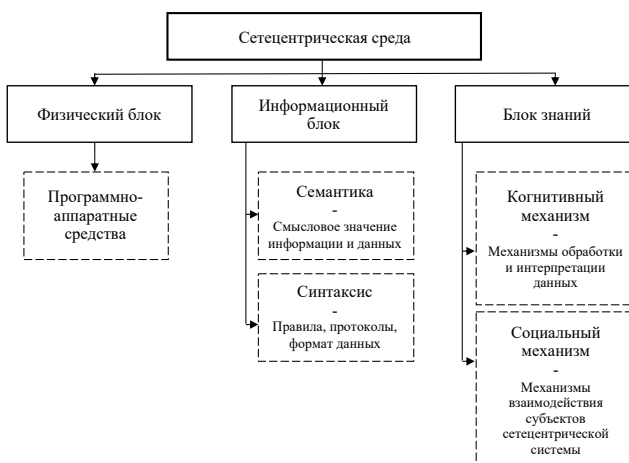 Сетецентрическая среда
Физический блок
Информационный
блок
Блок знаний
Программно-
аппаратные
средства
Семантика
-
Смысловое значение
информации и данных
Синтаксис
-
Правила, протоколы,
формат данных
Когнитивный
механизм
-
Механизмы обработки
и интерпретации
данных
Социальный
механизм
-
Механизмы
взаимодействия
субъектов
сетецентрической
системы